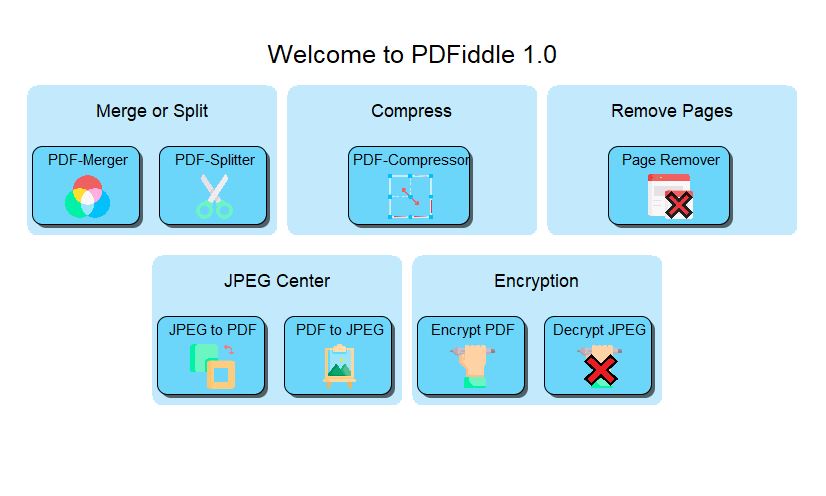 Welcome to PDFiddle 1.0
Merge or Split
Compress
Remove Pages
PDF-Merger
PDF-Splitter
PDF-Compressor
Page Remover
JPEG Center
Encryption
JPEG to PDF
PDF to JPEG
Encrypt PDF
Decrypt JPEG